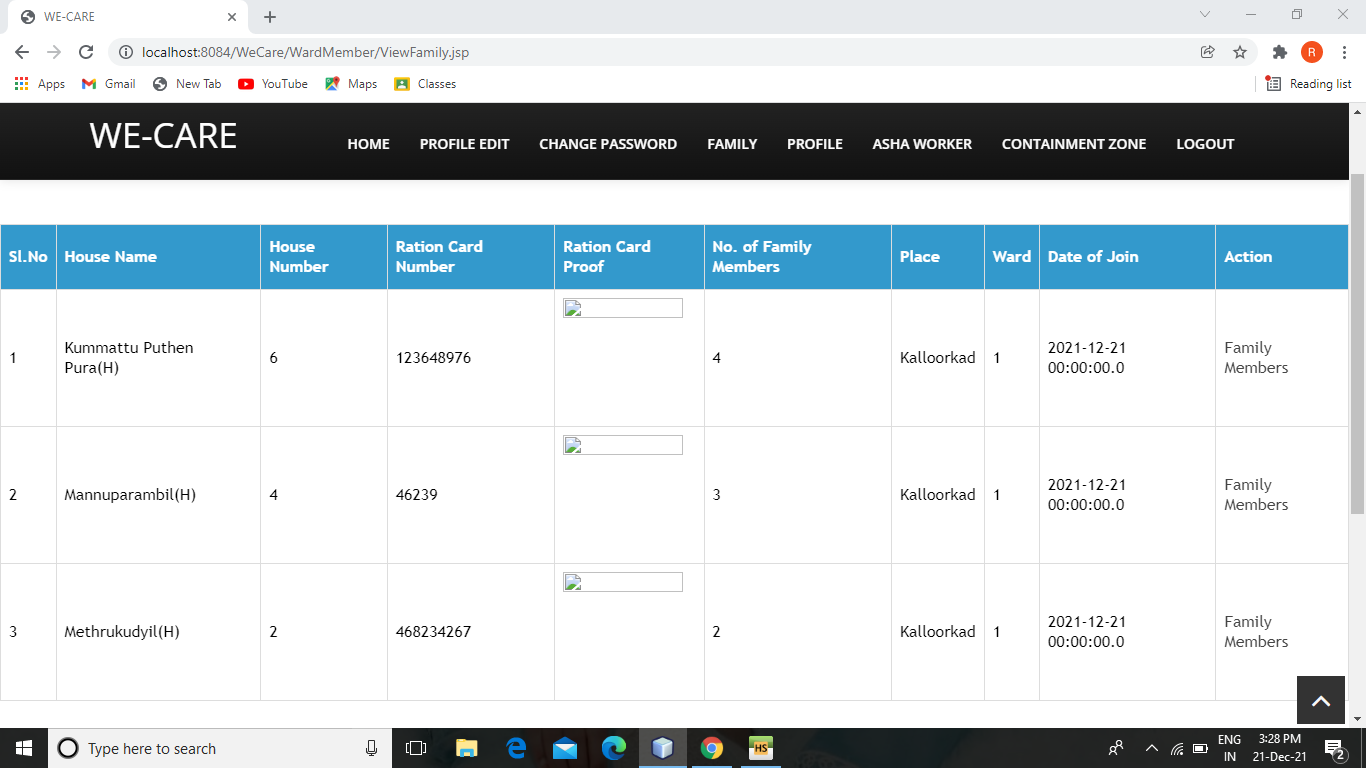 WE-CARE
localhost:8084/WeCare/WardMember/ViewFamily.jsp
R
Apps Gmail New Tab YouTube Maps Classes Reading list
WE-CARE HOME PROFILE EDIT CHANGE PASSWORD FAMILY PROFILE ASHA WORKER CONTAINMENT ZONE LOGOUT
Sl.No House Name House Number Ration Card Number Ration Card Proof No. of Family Members Place Ward Date of Join Action
1 Kummattu Puthen Pura(H) 6 123648976 4 Kalloorkad 1 2021-12-21 00:00:00.0 Family Members
2 Mannuparambil(H) 4 46239 3 Kalloorkad 1 2021-12-21 00:00:00.0 Family Members
3 Methrukudyil(H) 2 468234267 2 Kalloorkad 1 2021-12-21 00:00:00.0 Family Members
Type here to search HS ENG 3:28 PM
IN 21-Dec-21 2